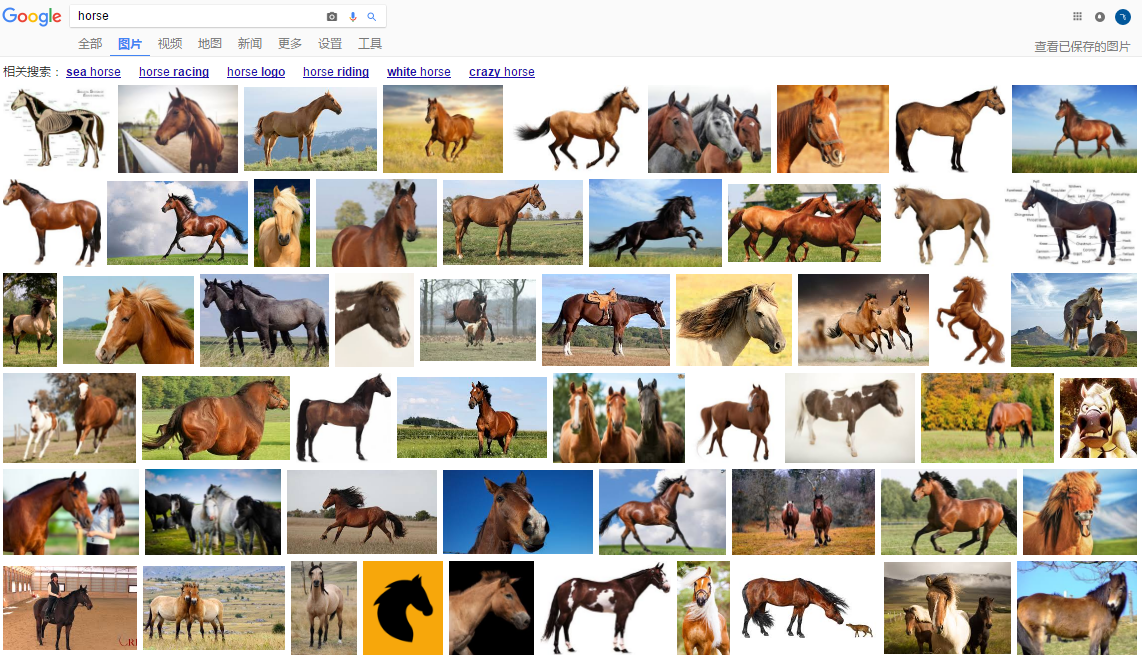 Google horse
全部 图片 视频 地图 新闻 更多 设置 工具 查看已保存的图片
相关搜索： sea horse horse racing horse logo horse riding white horse crazy horse